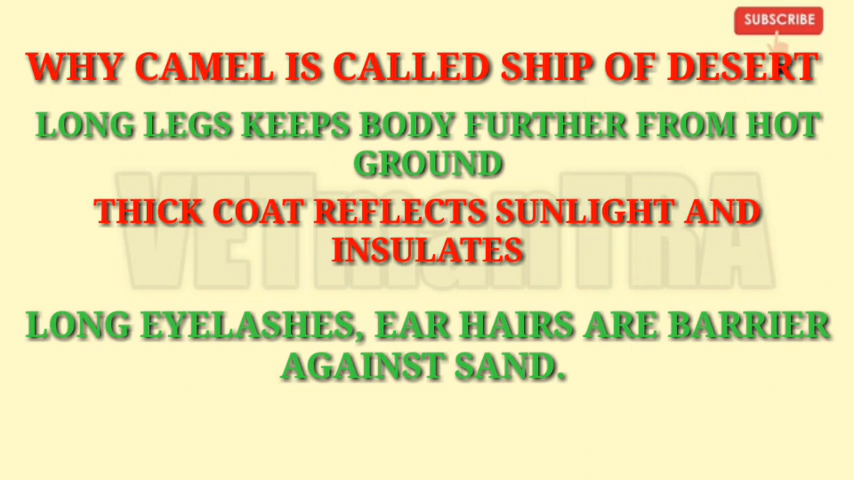 SUBSCRIBE
WHY CAMEL IS CALLED SHIP OF DESERT
LONG LEGS KEEPS BODY FURTHER FROM HOT
GROUND
THICK COAT REFLECTS SUNLIGHT AND
INSULATES
VETmanTRA
LONG EYELASHES, EAR HAIRS ARE BARRIER
AGAINST SAND.